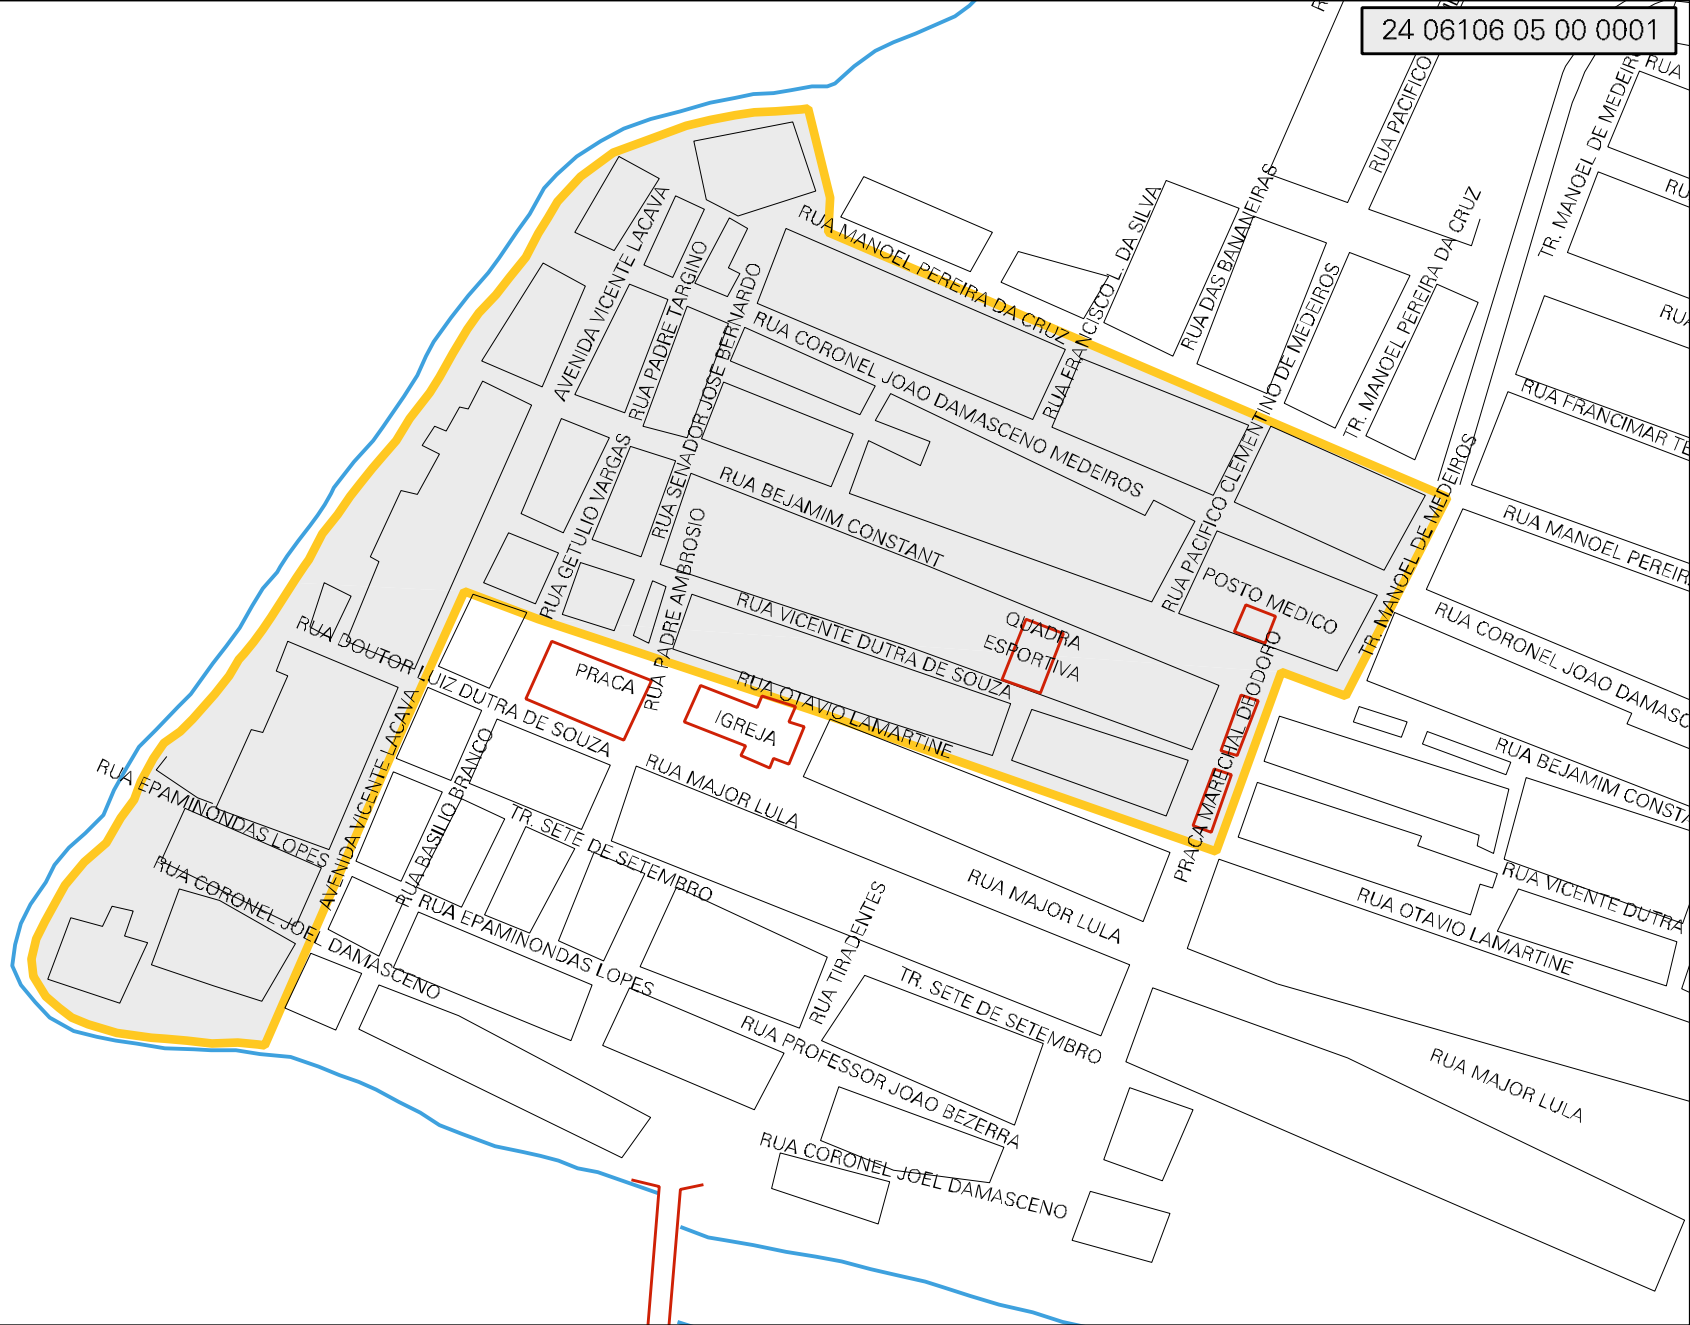 24 06106 05 00 0001
RUA PACIFICO
RUA
TR. MANOEL DE MEDEIR
AVENIDA VICENTE LACAVA
RUA MANOEL PEREIRA DA CRUZ
RUA FRANCISCO L. DA SILVA
RUA DAS BANANEIRAS
TR. MANOEL PEREIRA DA CRUZ
RUA PADRE TARGINO
RUA SENADOR JOSE BERNARDO
RUA CORONEL JOAO DAMASCENO MEDEIROS
RUA PACIFICO CLEMENTINO DE MEDEIROS
RUA FRANCIMAR TE
TR. MANOEL DE MEDEIROS
RUA GETULIO VARGAS
RUA BEJAMIM CONSTANT
RUA MANOEL PEREIR
RUA PADRE AMBROSIO
POSTO MEDICO
RUA VICENTE DUTRA DE SOUZA
QUADRA
ESPORTIVA
RUA CORONEL JOAO DAMASC
RUA DOUTOR LUIZ DUTRA DE SOUZA
PRACA
IGREJA
RUA OTAVIO LAMARTINE
PRACA MARECHAL DEODORO
RUA BEJAMIM CONSTA
AVENIDA VICENTE LACAVA
RUA BASILIO BRANCO
RUA EPAMINONDAS LOPES
RUA MAJOR LULA
TR. SETE DE SETEMBRO
RUA CORONEL JOEL DAMASCENO
RUA MAJOR LULA
RUA VICENTE DUTRA
RUA OTAVIO LAMARTINE
RUA EPAMINONDAS LOPES
RUA TIRADENTES
TR. SETE DE SETEMBRO
RUA PROFESSOR JOAO BEZERRA
RUA MAJOR LULA
RUA CORONEL JOEL DAMASCENO